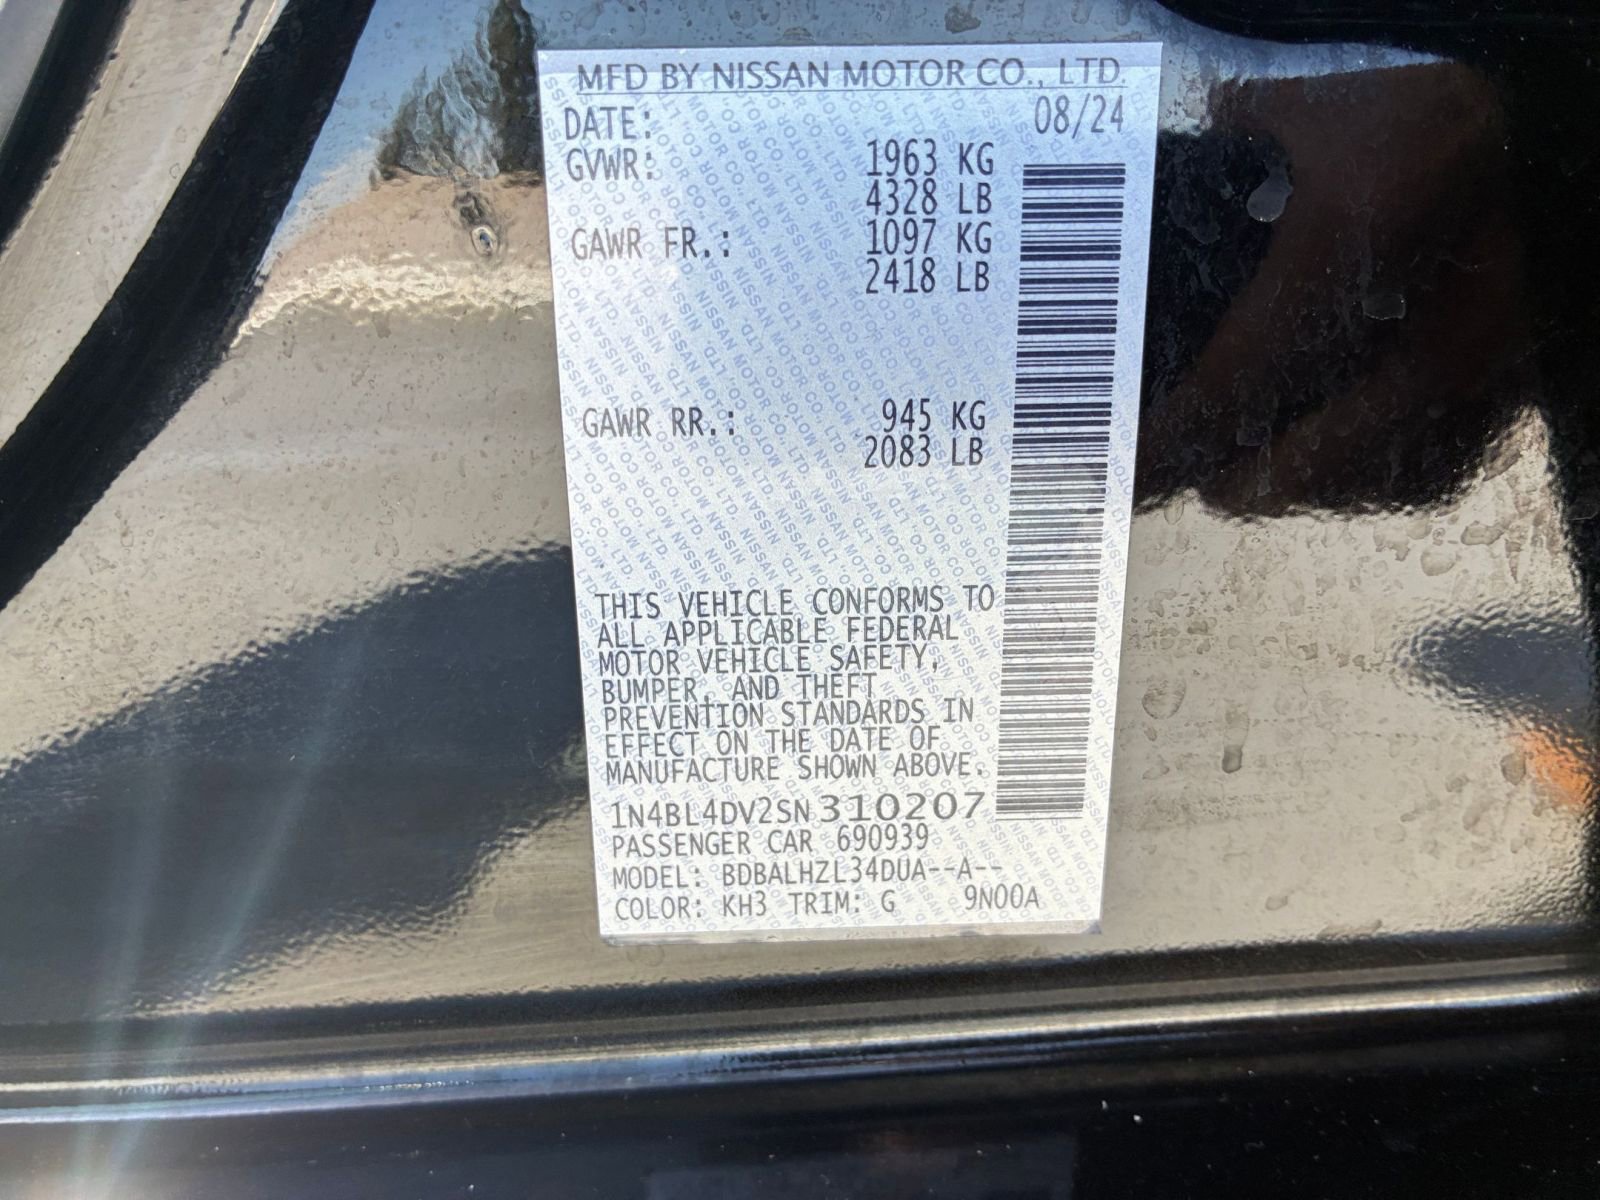 MFD BY NISSAN MOTOR CO., LTD.
DATE: 08/24
GVWR: 1963 KG
4328 LB
GAWR FR.: 1097 KG
2418 LB
GAWR RR.: 945 KG
2083 LB
THIS VEHICLE CONFORMS TO
ALL APPLICABLE FEDERAL
MOTOR VEHICLE SAFETY,
BUMPER, AND THEFT
PREVENTION STANDARDS IN
EFFECT ON THE DATE OF
MANUFACTURE SHOWN ABOVE.
1N4BL4DV2SN310207
PASSENGER CAR 690939
MODEL: BDBALHZL34DUA--A--
COLOR: KH3 TRIM: G 9N00A